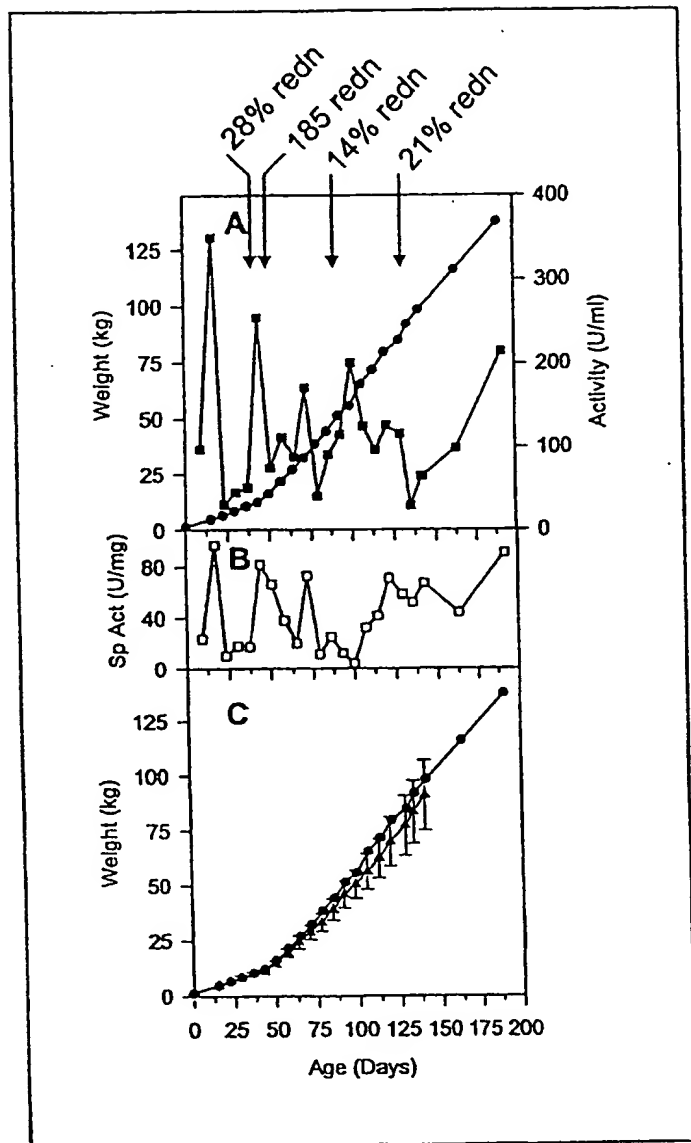 28% redn
185 redn
14% redn
21% redn
A
400
300
200
100
0
Activity (U/ml)
125
100
75
50
25
0
Weight (kg)
B
80
40
0
Sp Act (U/mg)
C
125
100
75
50
25
0
Weight (kg)
0 25 50 75 100 125 150 175 200
Age (Days)